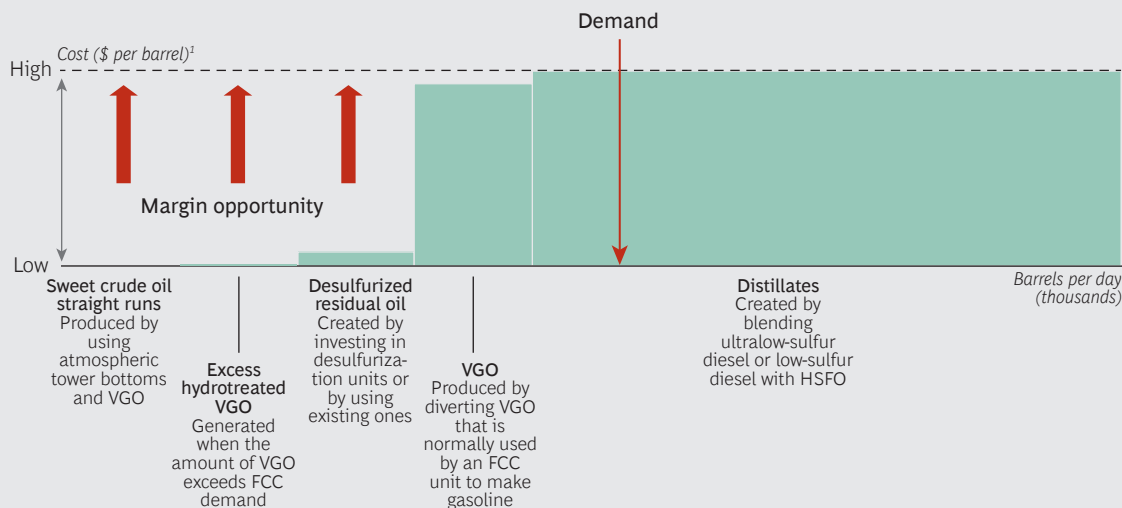 Demand
Cost ($ per barrel)¹
High
Margin opportunity
Low
Barrels per day
(thousands)
Sweet crude oil
straight runs
Produced by
using
atmospheric
tower bottoms
and VGO
Excess
hydrotreated
VGO
Generated
when the
amount of VGO
exceeds FCC
demand
Desulfurized
residual oil
Created by
investing in
desulfuriza-
tion units or
by using
existing ones
VGO
Produced by
diverting VGO
that is
normally used
by an FCC
unit to make
gasoline
Distillates
Created by
blending
ultralow-sulfur
diesel or low-sulfur
diesel with HSFO